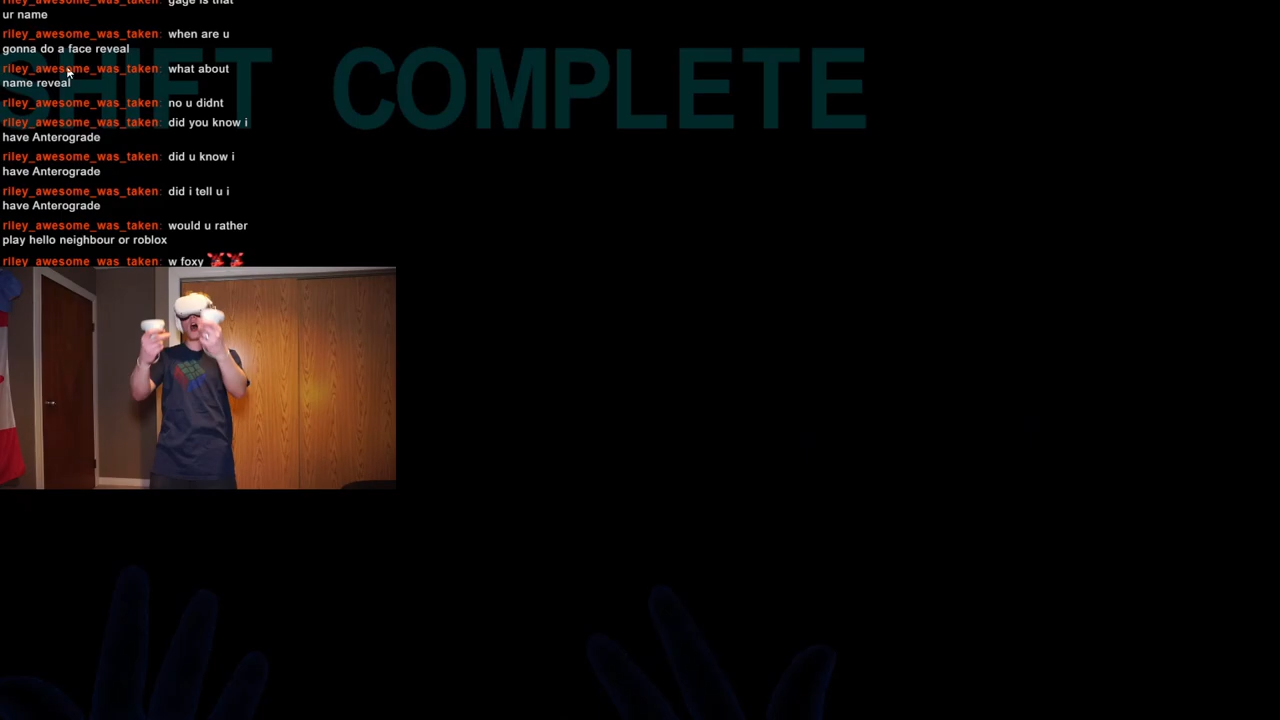 riley_awesome_was_taken: gage is that
ur name
riley_awesome_was_taken: when are u
gonna do a face reveal
SHIFT COMPLETE
riley_awesome_was_taken: what about
name reveal
riley_awesome_was_taken: no u didnt
riley_awesome_was_taken: did you know i
have Anterograde
riley_awesome_was_taken: did u know i
have Anterograde
riley_awesome_was_taken: did i tell u i
have Anterograde
riley_awesome_was_taken: would u rather
play hello neighbour or roblox
riley_awesome_was_taken: w foxy